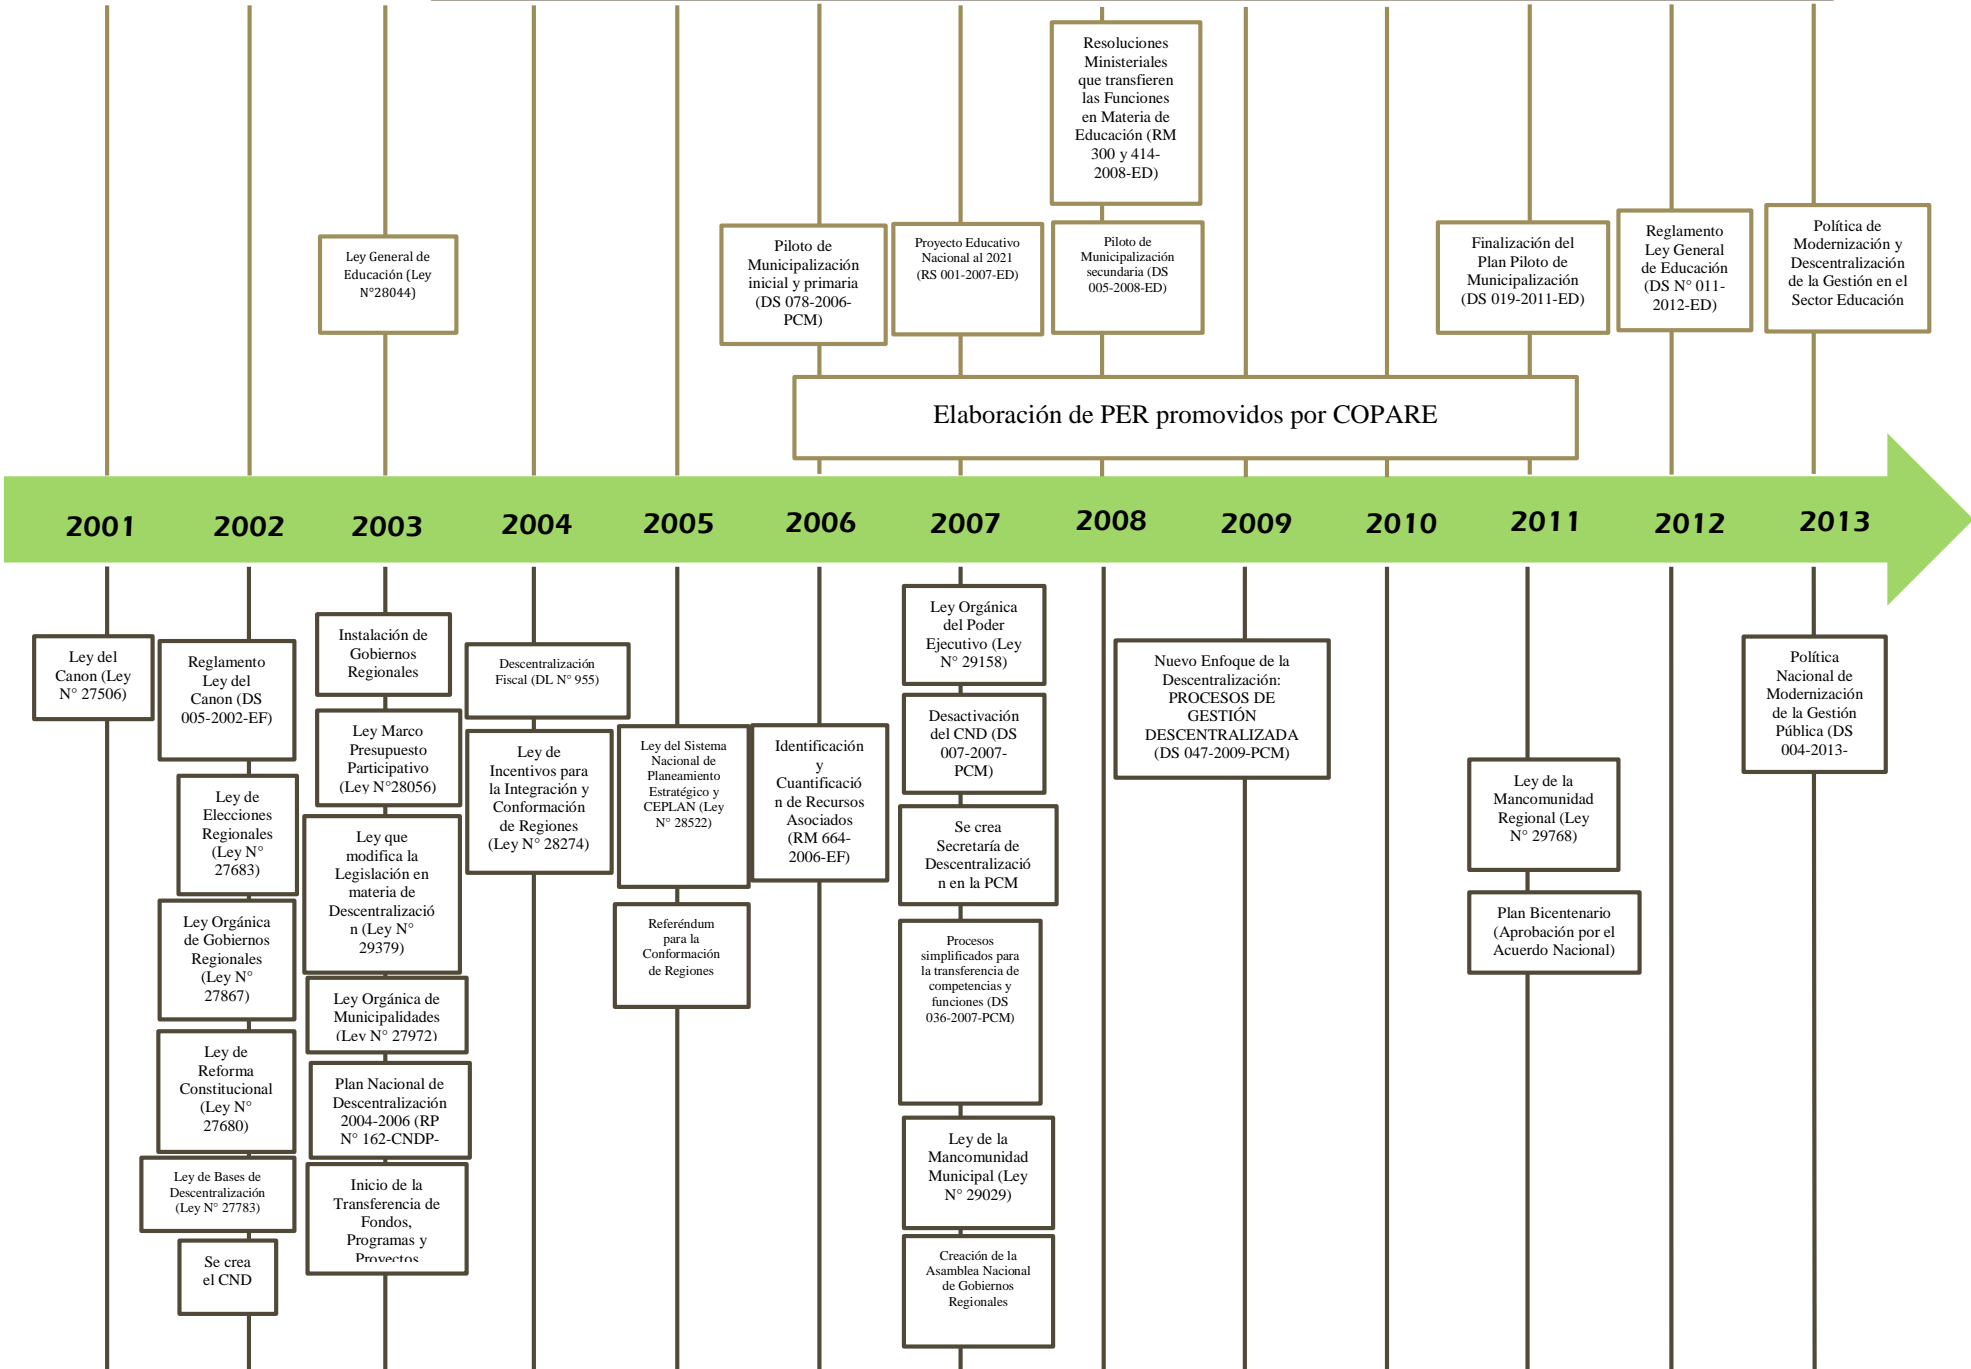 Resoluciones
Ministeriales
que transfieren
las Funciones
en Materia de
Educación (RM
300 y 414-
2008-ED)
Ley General de
Educación (Ley
N°28044)
Piloto de
Municipalización
inicial y primaria
(DS 078-2006-
PCM)
Proyecto Educativo
Nacional al 2021
(RS 001-2007-ED)
Piloto de
Municipalización
secundaria (DS
005-2008-ED)
Finalización del
Plan Piloto de
Municipalización
(DS 019-2011-ED)
Reglamento
Ley General
de Educación
(DS N° 011-
2012-ED)
Política de
Modernización y
Descentralización
de la Gestión en el
Sector Educación
Elaboración de PER promovidos por COPARE
2001
2002
2003
2004
2005
2006
2007
2008
2009
2010
2011
2012
2013
Ley del
Canon (Ley
N° 27506)
Reglamento
Ley del
Canon (DS
005-2002-EF)
Ley de
Elecciones
Regionales
(Ley N°
27683)
Ley Orgánica
de Gobiernos
Regionales
(Ley N°
27867)
Ley de
Reforma
Constitucional
(Ley N°
27680)
Ley de Bases de
Descentralización
(Ley N° 27783)
Se crea
el CND
Instalación de
Gobiernos
Regionales
Ley Marco
Presupuesto
Participativo
(Ley N°28056)
Ley que
modifica la
Legislación en
materia de
Descentralizació
n (Ley N°
29379)
Ley Orgánica de
Municipalidades
(Ley N° 27972)
Plan Nacional de
Descentralización
2004-2006 (RP
N° 162-CNDP-
Inicio de la
Transferencia de
Fondos,
Programas y
Proyectos
Descentralización
Fiscal (DL N° 955)
Ley de
Incentivos para
la Integración y
Conformación
de Regiones
(Ley N° 28274)
Ley del Sistema
Nacional de
Planeamiento
Estratégico y
CEPLAN (Ley
N° 28522)
Referéndum
para la
Conformación
de Regiones
Identificación
y
Cuantificació
n de Recursos
Asociados
(RM 664-
2006-EF)
Ley Orgánica
del Poder
Ejecutivo (Ley
N° 29158)
Desactivación
del CND (DS
007-2007-
PCM)
Se crea
Secretaría de
Descentralizació
n en la PCM
Procesos
simplificados para
la transferencia de
competencias y
funciones (DS
036-2007-PCM)
Ley de la
Mancomunidad
Municipal (Ley
N° 29029)
Creación de la
Asamblea Nacional
de Gobiernos
Regionales
Nuevo Enfoque de la
Descentralización:
PROCESOS DE
GESTIÓN
DESCENTRALIZADA
(DS 047-2009-PCM)
Ley de la
Mancomunidad
Regional (Ley
N° 29768)
Plan Bicentenario
(Aprobación por el
Acuerdo Nacional)
Política
Nacional de
Modernización
de la Gestión
Pública (DS
004-2013-